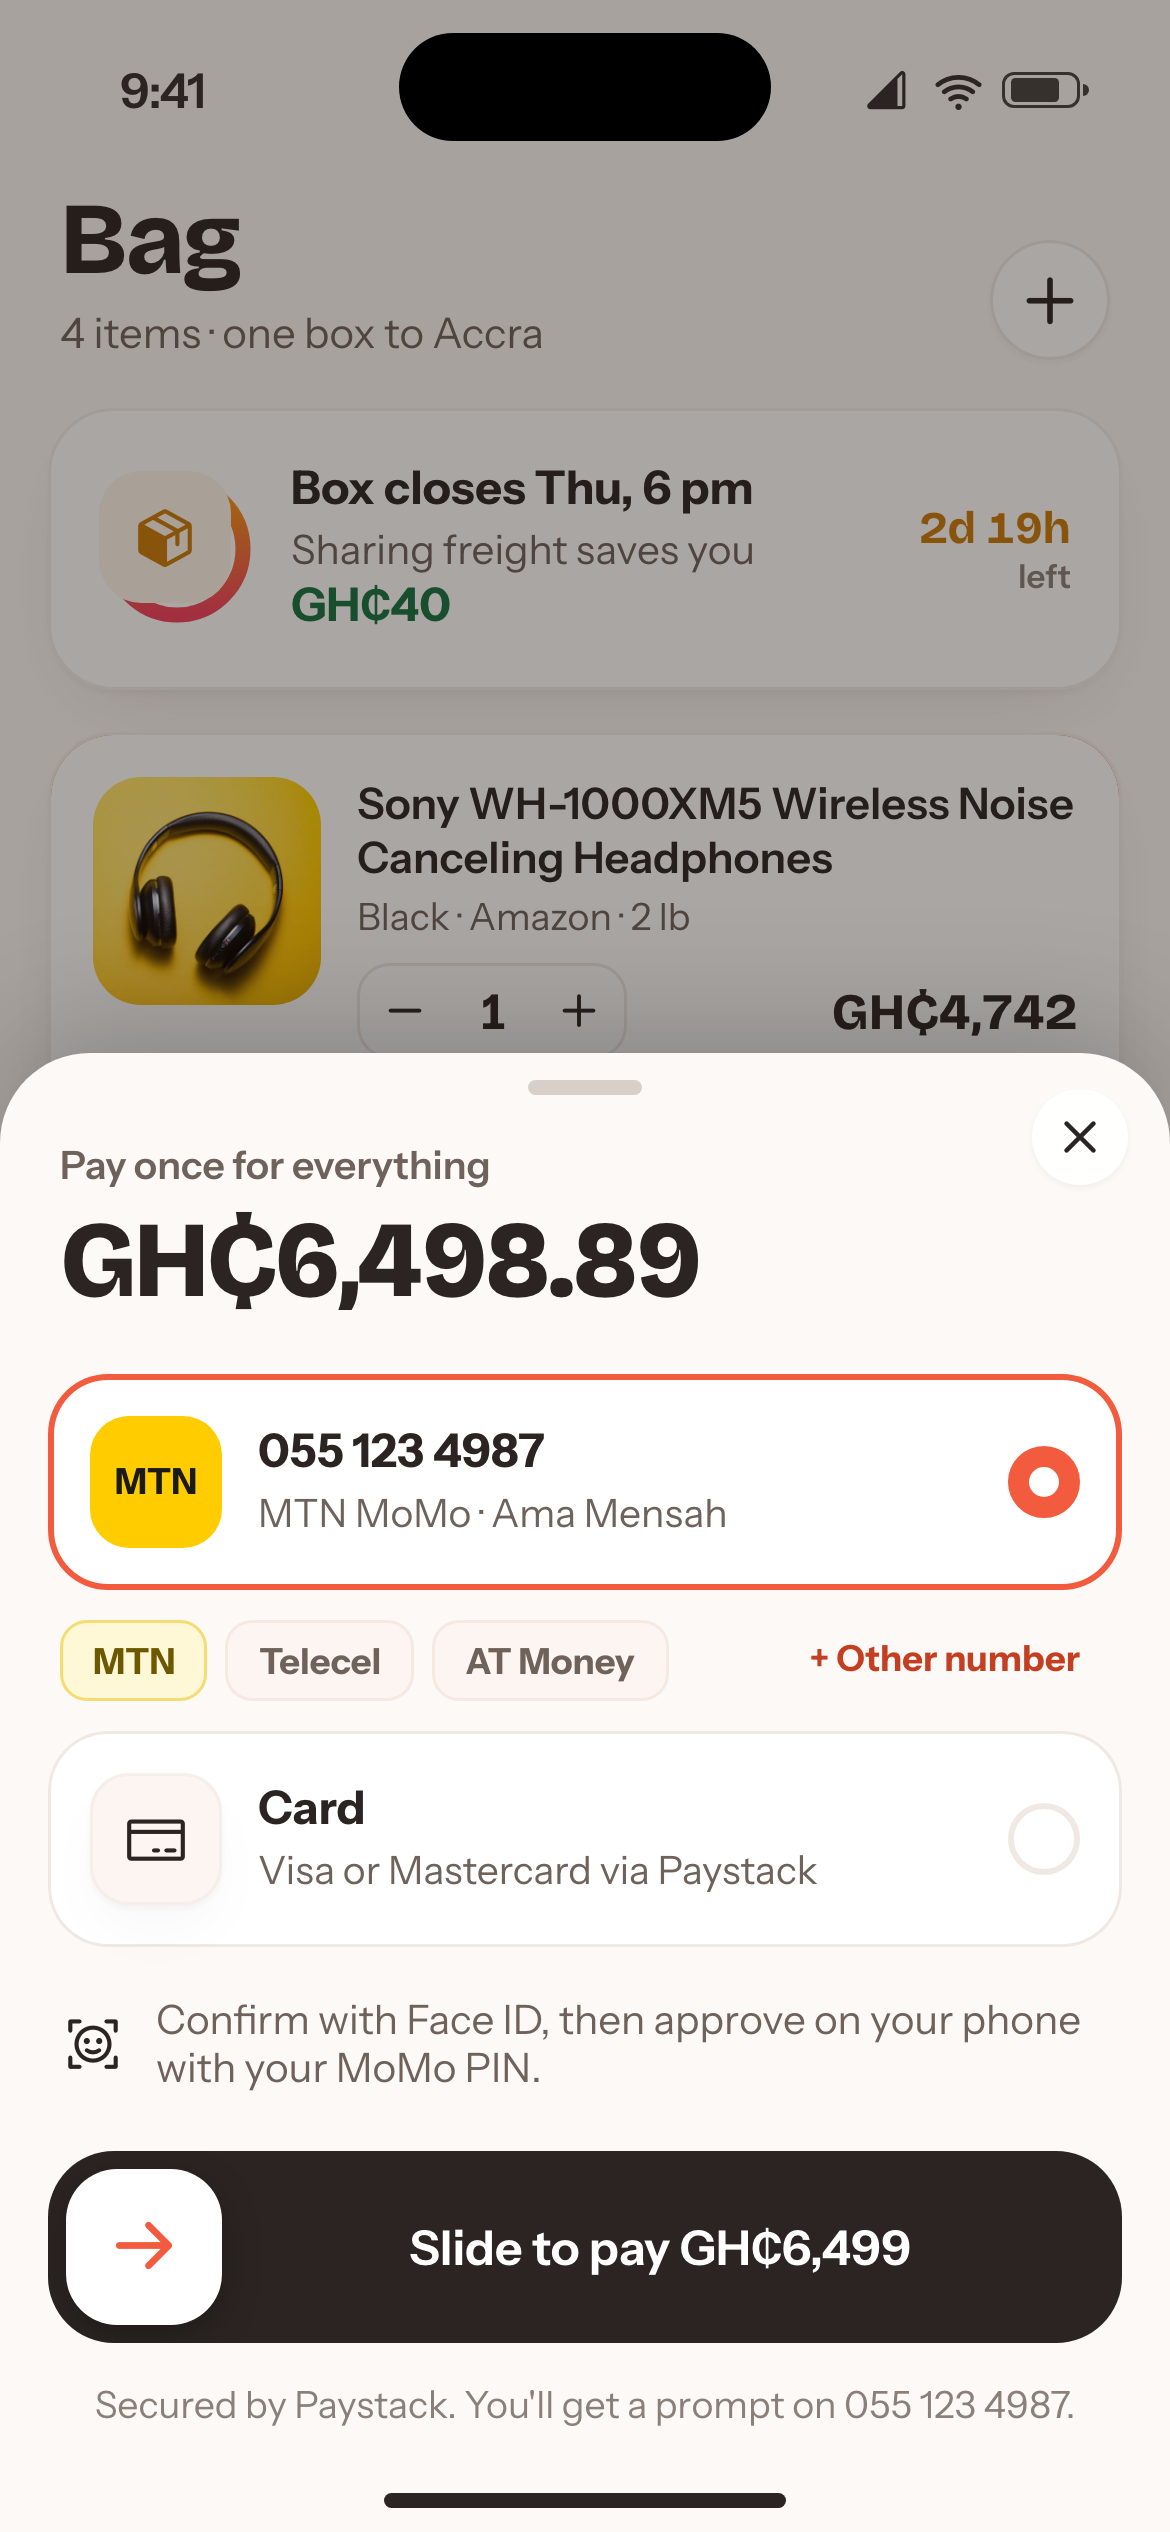 9:41
Bag
4 items · one box to Accra
Box closes Thu, 6 pm
Sharing freight saves you
GH₵40
2d 19h
left
Sony WH-1000XM5 Wireless Noise
Canceling Headphones
Black · Amazon · 2 lb
1
GH₵4,742
Pay once for everything
GH₵6,498.89
MTN
055 123 4987
MTN MoMo · Ama Mensah
MTN
Telecel
AT Money
+ Other number
Card
Visa or Mastercard via Paystack
Confirm with Face ID, then approve on your phone
with your MoMo PIN.
Slide to pay GH₵6,499
Secured by Paystack. You'll get a prompt on 055 123 4987.